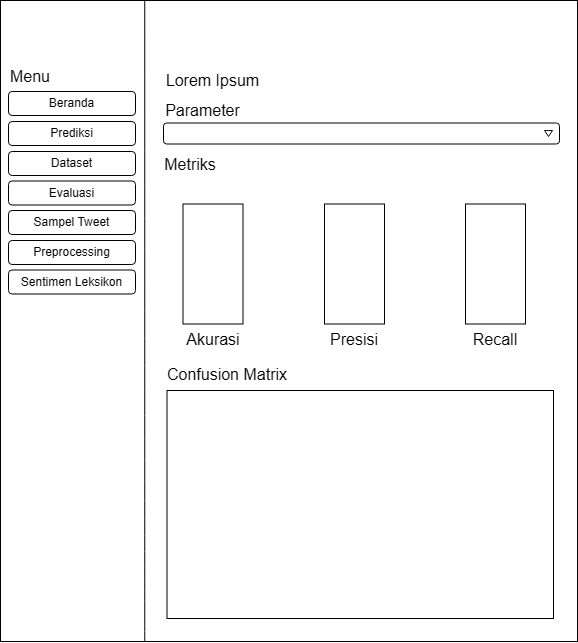 Menu
Beranda
Prediksi
Dataset
Evaluasi
Sampel Tweet
Preprocessing
Sentimen Leksikon
Lorem Ipsum
Parameter
Metriks
Akurasi
Presisi
Recall
Confusion Matrix